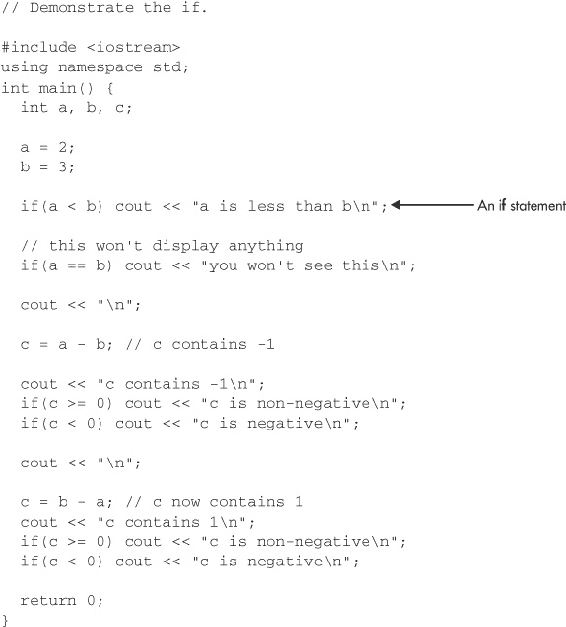 // Demonstrate the if.
#include <iostream>
using namespace std;
int main() {
int a, b, c;
a = 2;
b = 3;
if(a < b) cout << "a is less than b\n"; An if statement
// this won't display anything
if(a == b) cout << "you won't see this\n";
cout << "\n";
c = a - b; // c contains -1
cout << "c contains -1\n";
if(c >= 0) cout << "c is non-negative\n";
if(c < 0) cout << "c is negative\n";
cout << "\n";
c = b - a; // c now contains 1
cout << "c contains 1\n";
if(c >= 0) cout << "c is non-negative\n";
if(c < 0) cout << "c is negative\n";
return 0;
}